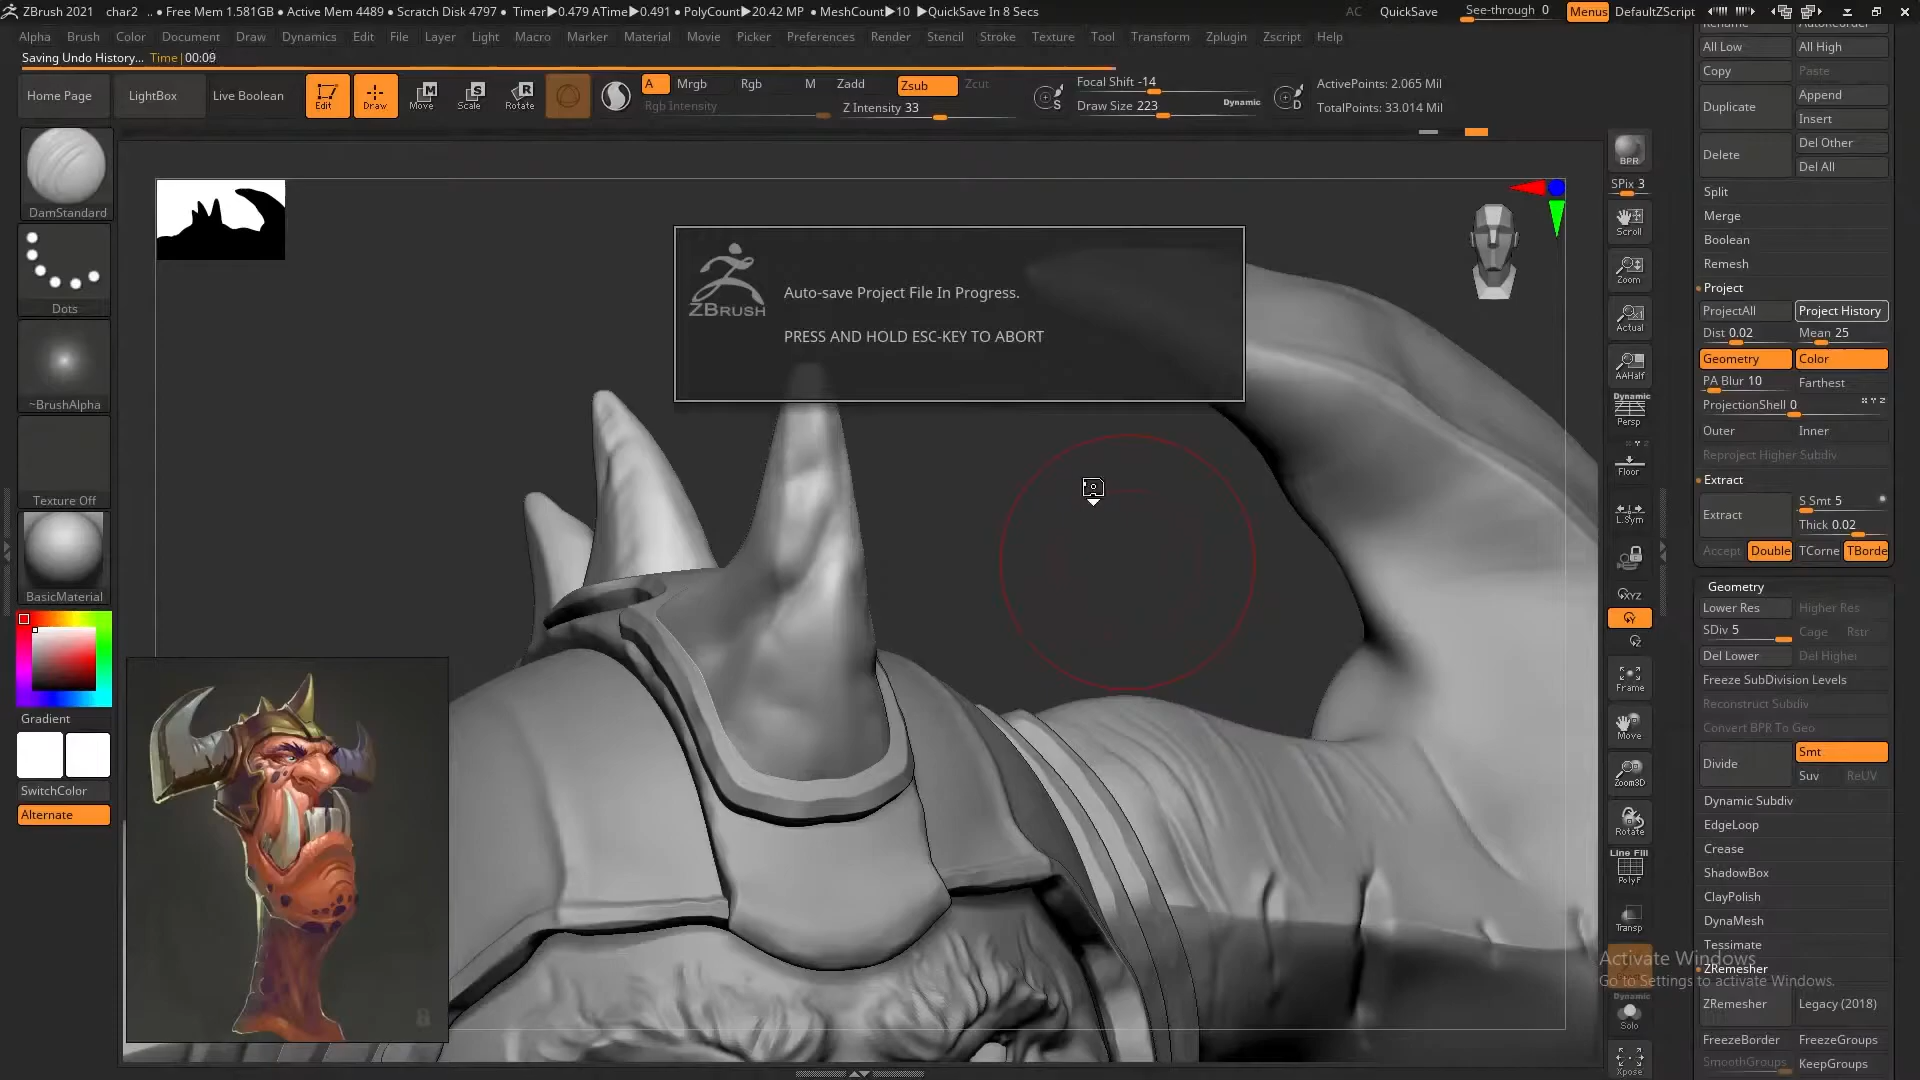 ZBrush 2021 char2 .. • Free Mem 1.581GB • Active Mem 4489 • Scratch Disk 4797 • Timer▶0.479 ATime▶0.491 • PolyCount▶20.42 MP • MeshCount▶10 ▶QuickSave In 8 Secs AC QuickSave See-through 0 Menus DefaultZScript
Alpha Brush Color Document Draw Dynamics Edit File Layer Light Macro Marker Material Movie Picker Preferences Render Stencil Stroke Texture Tool Transform Zplugin Zscript Help
Saving Undo History... Time|00:09
Home Page LightBox Live Boolean Edit Draw Move Scale Rotate
A Mrgb Rgb M Zadd Zsub Zcut
Rgb Intensity Z Intensity 33
Focal Shift -14
Draw Size 223 Dynamic
ActivePoints: 2.065 Mil
TotalPoints: 33.014 Mil
DamStandard
Dots
~BrushAlpha
Texture Off
BasicMaterial
Gradient
SwitchColor
Alternate
ZBRUSH
Auto-save Project File In Progress.
PRESS AND HOLD ESC-KEY TO ABORT
BPR
SPix 3
Scroll
Zoom
Actual
AAHalf
Dynamic
Persp
Floor
L.Sym
XYZ
Y
Z
Frame
Move
Zoom3D
Rotate
Line Fill
PolyF
Transp
Dynamic
Solo
Xpose
All Low All High
Copy Paste
Duplicate Append
Insert
Delete Del Other
Del All
Split
Merge
Boolean
Remesh
Project
ProjectAll Project History
Dist 0.02 Mean 25
Geometry Color
PA Blur 10 Farthest
ProjectionShell 0 X Y Z
Outer Inner
Reproject Higher Subdiv
Extract
Extract S Smt 5
Thick 0.02
Accept Double TCorne TBorde
Geometry
Lower Res Higher Res
SDiv 5 Cage Rstr
Del Lower Del Higher
Freeze SubDivision Levels
Reconstruct Subdiv
Convert BPR To Geo
Divide Smt
Suv ReUV
Dynamic Subdiv
EdgeLoop
Crease
ShadowBox
ClayPolish
DynaMesh
Tessimate
ZRemesher
ZRemesher Legacy (2018)
FreezeBorder FreezeGroups
SmoothGroups KeepGroups
Activate Windows
Go to Settings to activate Windows.